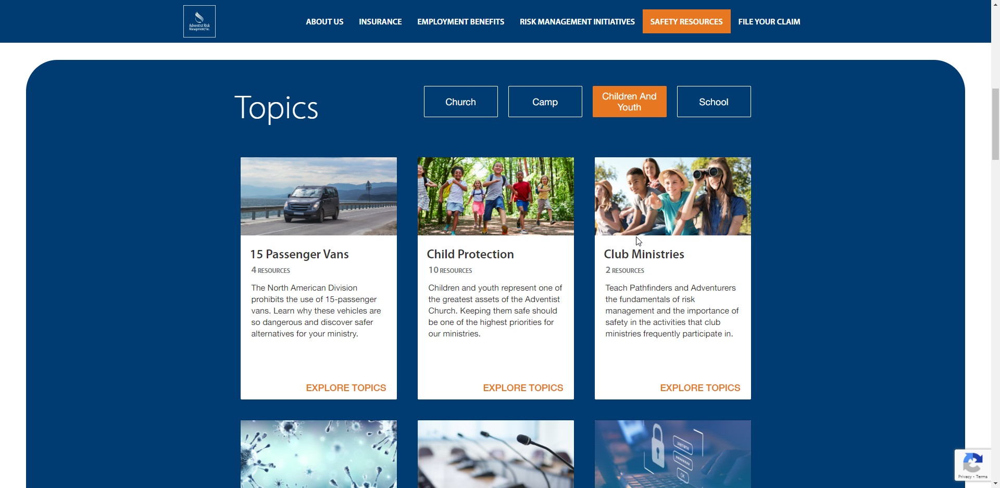 Adventist Risk
Management, Inc.
ABOUT US
INSURANCE
EMPLOYMENT BENEFITS
RISK MANAGEMENT INITIATIVES
SAFETY RESOURCES
FILE YOUR CLAIM
Topics
Church
Camp
Children And
Youth
School
15 Passenger Vans
4 RESOURCES
The North American Division
prohibits the use of 15-passenger
vans. Learn why these vehicles are
so dangerous and discover safer
alternatives for your ministry.
EXPLORE TOPICS
Child Protection
10 RESOURCES
Children and youth represent one of
the greatest assets of the Adventist
Church. Keeping them safe should
be one of the highest priorities for
our ministries.
EXPLORE TOPICS
Club Ministries
2 RESOURCES
Teach Pathfinders and Adventurers
the fundamentals of risk
management and the importance of
safety in the activities that club
ministries frequently participate in.
EXPLORE TOPICS
username
*******
OK
Privacy - Terms